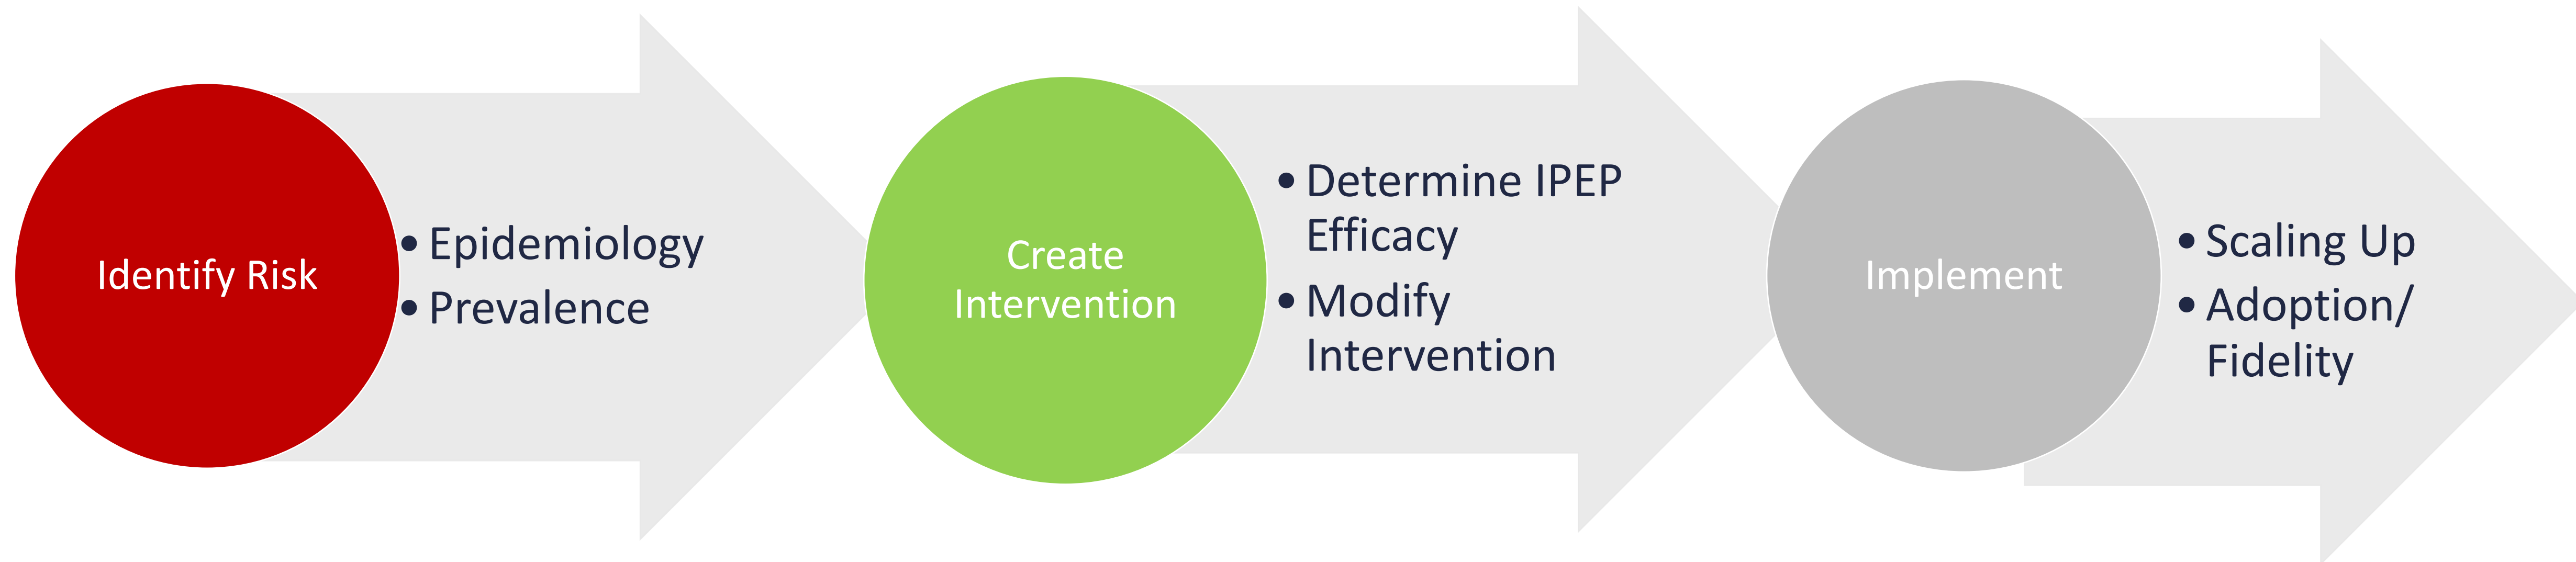 Identify Risk
• Epidemiology
• Prevalence
Create
Intervention
• Determine IPEP
Efficacy
• Modify
Intervention
Implement
• Scaling Up
• Adoption/
Fidelity